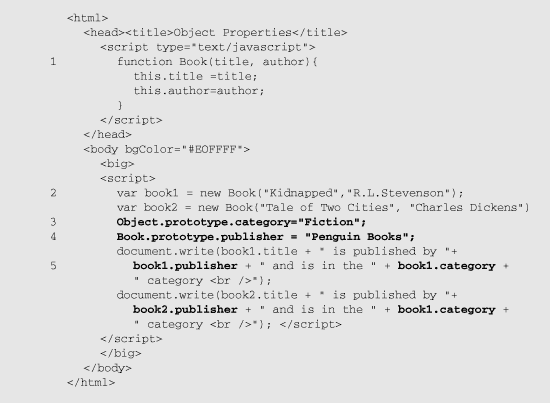 <html>
<head><title>Object Properties</title>
<script type="text/javascript">
1 function Book(title, author){
this.title =title;
this.author=author;
}
</script>
</head>
<body bgColor="#EOFFFF">
<big>
<script>
2 var book1 = new Book("Kidnapped","R.L.Stevenson");
var book2 = new Book("Tale of Two Cities", "Charles Dickens")
3 Object.prototype.category="Fiction";
4 Book.prototype.publisher = "Penguin Books";
document.write(book1.title + " is published by "+
5 book1.publisher + " and is in the " + book1.category +
" category <br />");
document.write(book2.title + " is published by "+
book2.publisher + " and is in the " + book1.category +
" category <br />"); </script>
</script>
</big>
</body>
</html>